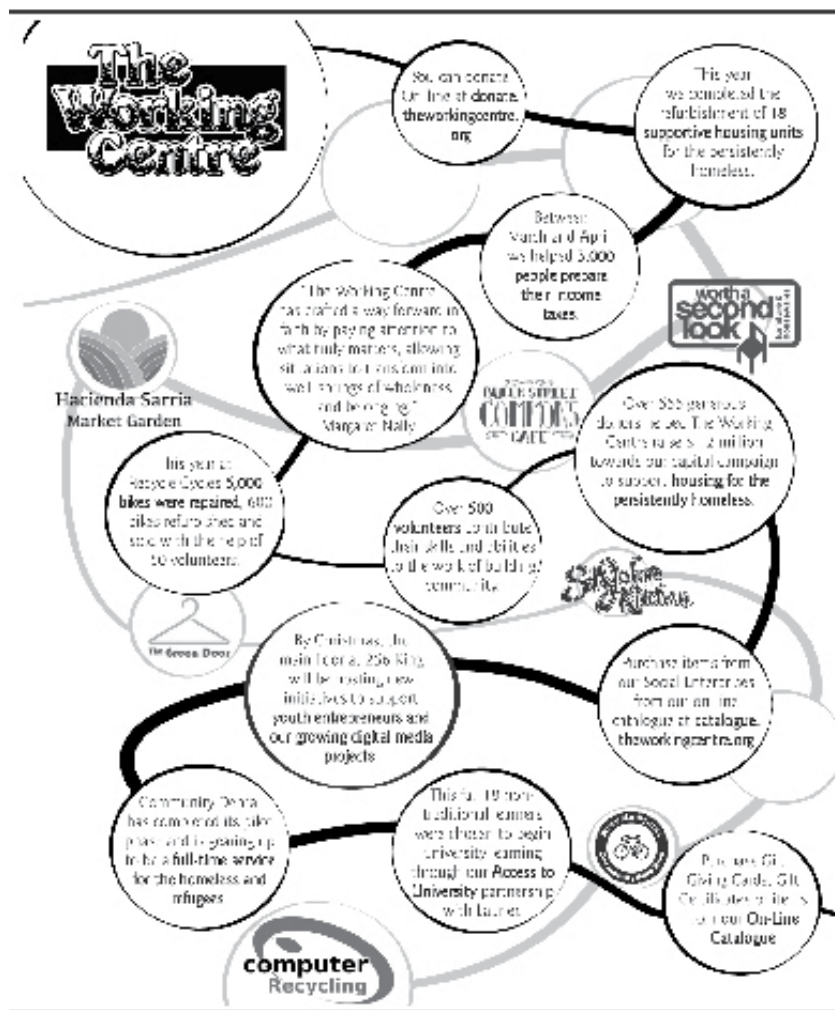 The
Working
Centre
You can donate
On-line at donate.
theworkingcentre.
org
This year
we completed the
refurbishment of 18
supportive housing units
for the persistently
homeless.
Between
March and April
we helped 3,000
people prepare
their income
taxes.
"The Working Centre
has crafted a way forward in
faith by paying attention to
what truly matters, allowing
situations to transform into
well-springs of wholeness
and belonging."
Margaret Nally
worth a
second
look
Hacienda Sarria
Market Garden
QUEEN STREET
COMMONS
CAFE
Over 555 generous
donors helped The Working
Centre raise $1.2 million
towards our capital campaign
to support housing for the
persistently homeless.
This year at
Recycle Cycles 5,000
bikes were repaired, 600
bikes refurbished and
sold with the help of
50 volunteers.
Over 500
volunteers contribute
their skills and abilities
to the work of building
community.
The Green Door
By Christmas, the
main floor at 256 King
will be hosting new
initiatives to support
youth entrepreneurs and
our growing digital media
projects
Purchase items from
our Social Enterprises
from our on-line
catalogue at catalogue.
theworkingcentre.org
Community Dental
has completed its pilot
phase and is gearing up
to be a full-time service
for the homeless and
refugees
This fall 19 non-
traditional learners
were chosen to begin
university learning
through our Access to
University partnership
with Laurier.
Purchase Gift
Giving Cards, Gift
Certificates or items
from our On-Line
Catalogue
computer
Recycling